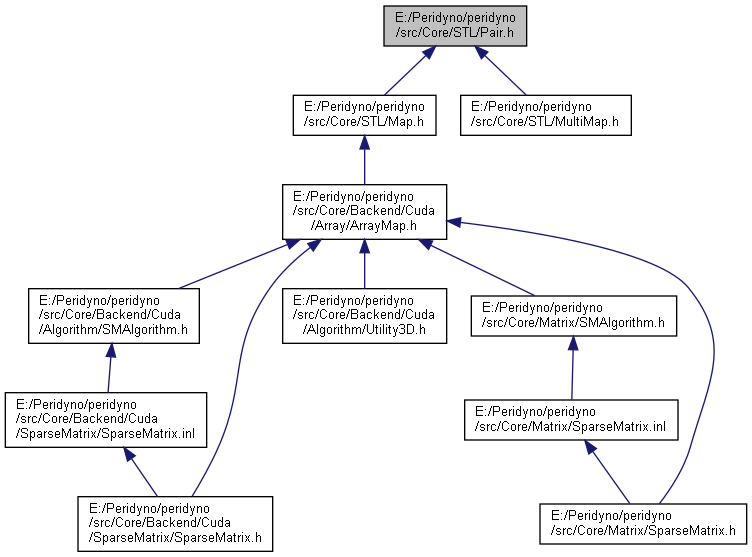 E:/Peridyno/peridyno
/src/Core/STL/Pair.h
E:/Peridyno/peridyno
/src/Core/STL/Map.h
E:/Peridyno/peridyno
/src/Core/STL/MultiMap.h
E:/Peridyno/peridyno
/src/Core/Backend/Cuda
/Array/ArrayMap.h
E:/Peridyno/peridyno
/src/Core/Backend/Cuda
/Algorithm/SMAlgorithm.h
E:/Peridyno/peridyno
/src/Core/Backend/Cuda
/Algorithm/Utility3D.h
E:/Peridyno/peridyno
/src/Core/Matrix/SMAlgorithm.h
E:/Peridyno/peridyno
/src/Core/Backend/Cuda
/SparseMatrix/SparseMatrix.inl
E:/Peridyno/peridyno
/src/Core/Matrix/SparseMatrix.inl
E:/Peridyno/peridyno
/src/Core/Backend/Cuda
/SparseMatrix/SparseMatrix.h
E:/Peridyno/peridyno
/src/Core/Matrix/SparseMatrix.h